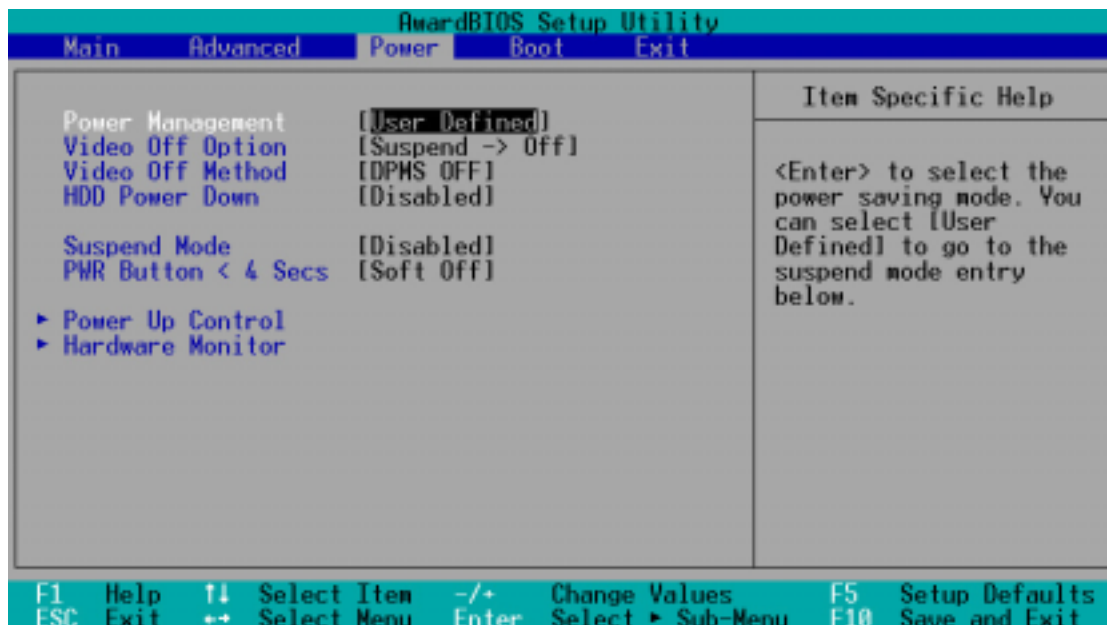 AwardBIOS Setup Utility
Main Advanced Power Boot Exit
Item Specific Help
Power Management [User Defined]
Video Off Option [Suspend -> Off]
Video Off Method [DPMS OFF]
HDD Power Down [Disabled]
Suspend Mode [Disabled]
PWR Button < 4 Secs [Soft Off]
► Power Up Control
► Hardware Monitor
<Enter> to select the
power saving mode. You
can select [User
Defined] to go to the
suspend mode entry
below.
F1 Help ↑↓ Select Item -/+ Change Values F5 Setup Defaults
ESC Exit ←→ Select Menu Enter Select ► Sub-Menu F10 Save and Exit